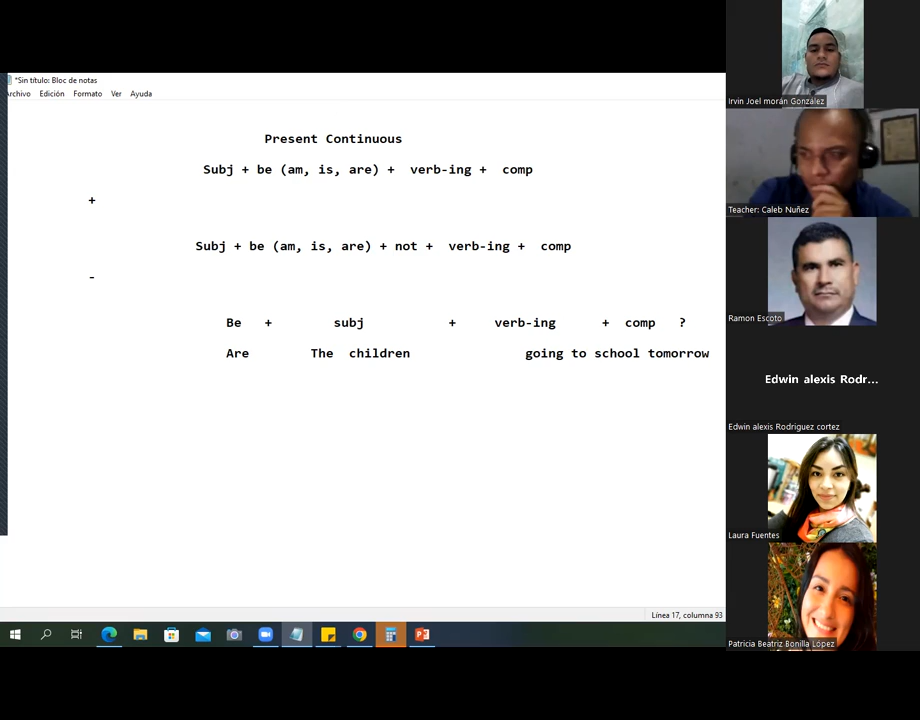 *Sin título: Bloc de notas
Archivo Edición Formato Ver Ayuda
Present Continuous
Subj + be (am, is, are) + verb-ing + comp
+
Subj + be (am, is, are) + not + verb-ing + comp
-
Be + subj + verb-ing + comp ?
Are The children going to school tomorrow
Línea 17, columna 93
Irvin Joel morán González
Teacher: Caleb Nuñez
Ramon Escoto
Edwin alexis Rodr...
Edwin alexis Rodriguez cortez
Laura Fuentes
Patricia Beatriz Bonilla López